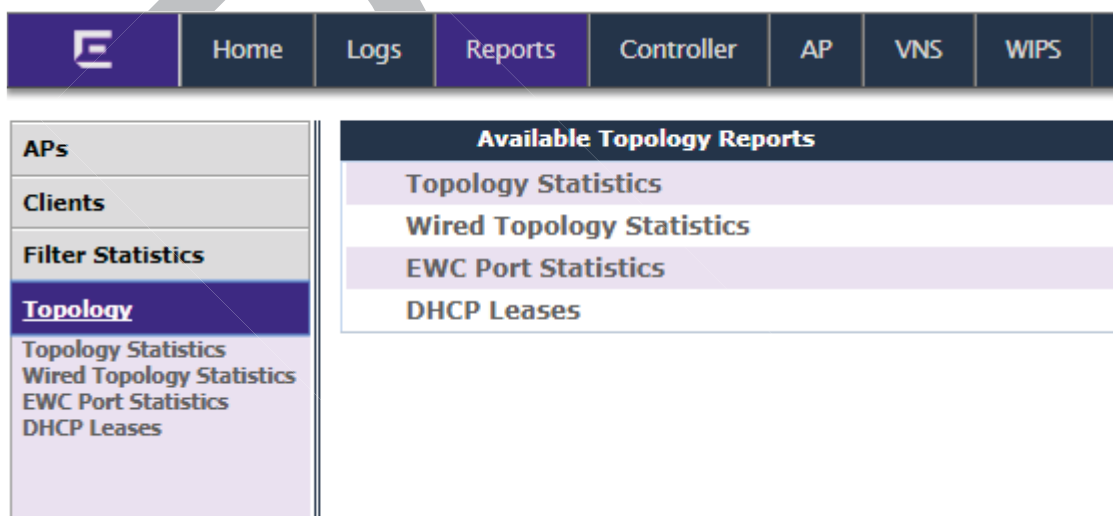 Home Logs Reports Controller AP VNS WIPS
APs
Clients
Filter Statistics
Topology
Topology Statistics
Wired Topology Statistics
EWC Port Statistics
DHCP Leases
Available Topology Reports
Topology Statistics
Wired Topology Statistics
EWC Port Statistics
DHCP Leases